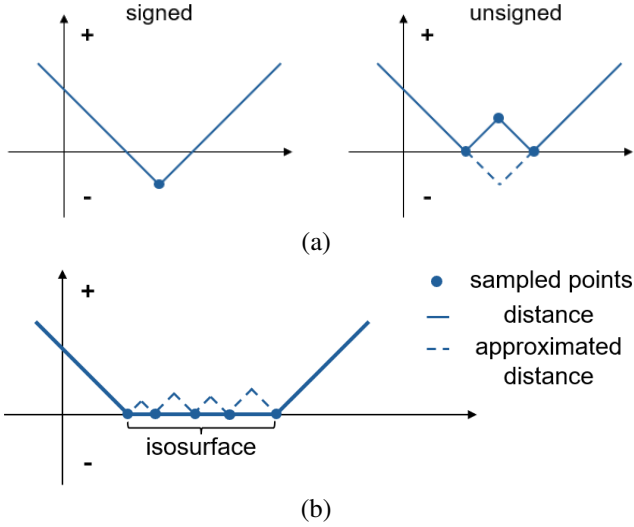 signed
unsigned
+
+
-
-
(a)
+
sampled points
distance
approximated
distance
isosurface
-
(b)